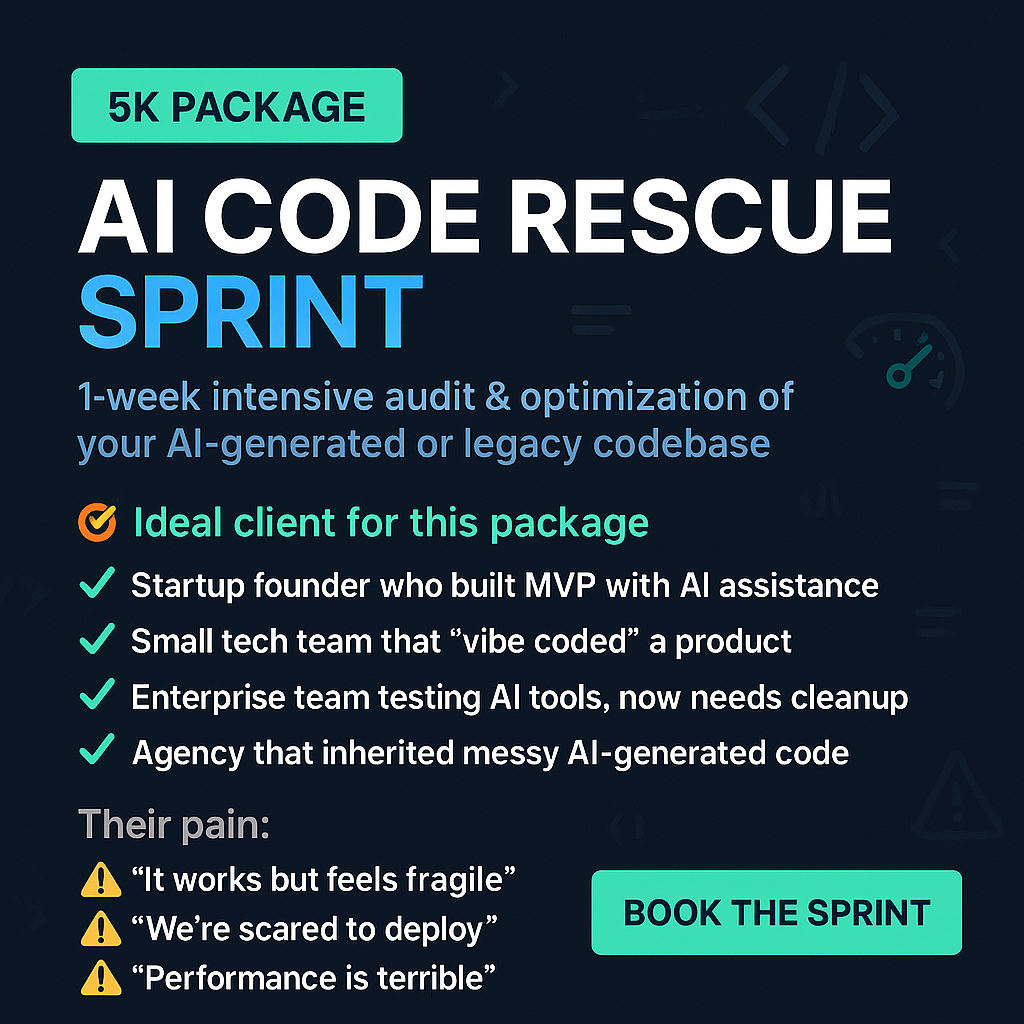 5K PACKAGE
AI CODE RESCUE
SPRINT
1-week intensive audit & optimization of
your AI-generated or legacy codebase
Ideal client for this package
Startup founder who built MVP with AI assistance
Small tech team that “vibe coded” a product
Enterprise team testing AI tools, now needs cleanup
Agency that inherited messy AI-generated code
Their pain:
“It works but feels fragile”
“We’re scared to deploy”
“Performance is terrible”
BOOK THE SPRINT